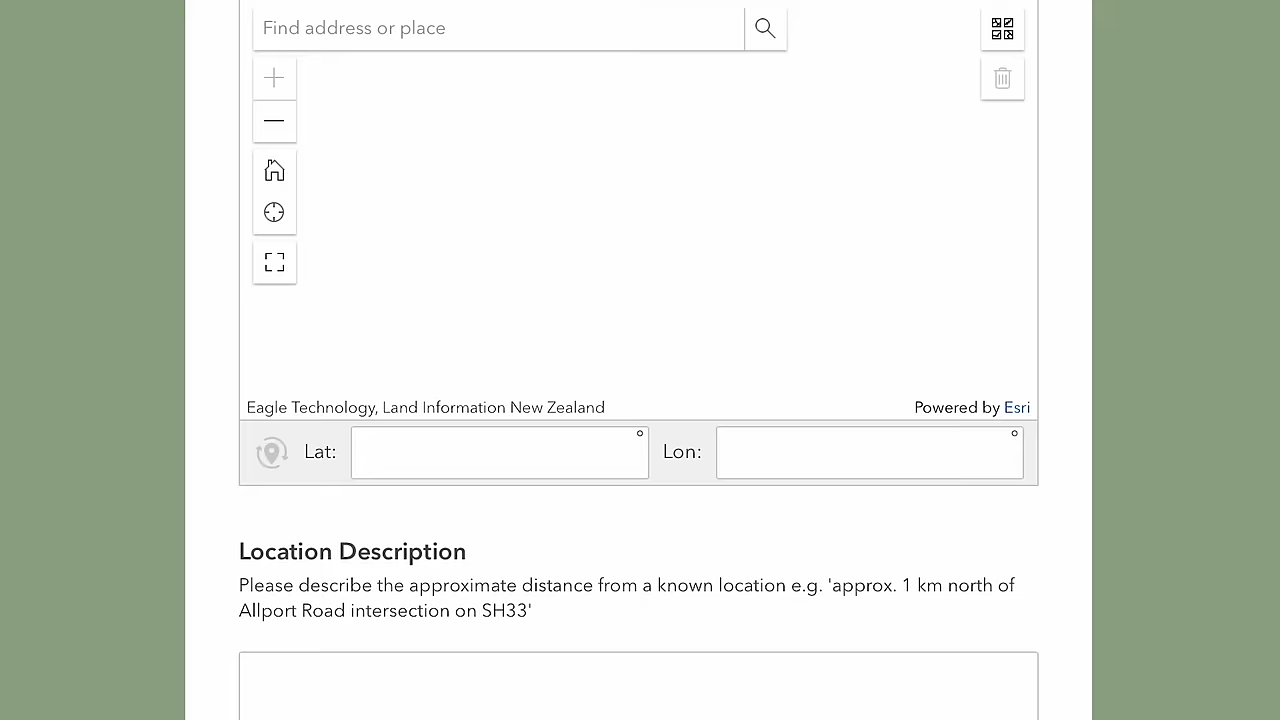 Find address or place
Eagle Technology, Land Information New Zealand
Powered by Esri
Lat: °
Lon: °
Location Description
Please describe the approximate distance from a known location e.g. 'approx. 1 km north of
Allport Road intersection on SH33'